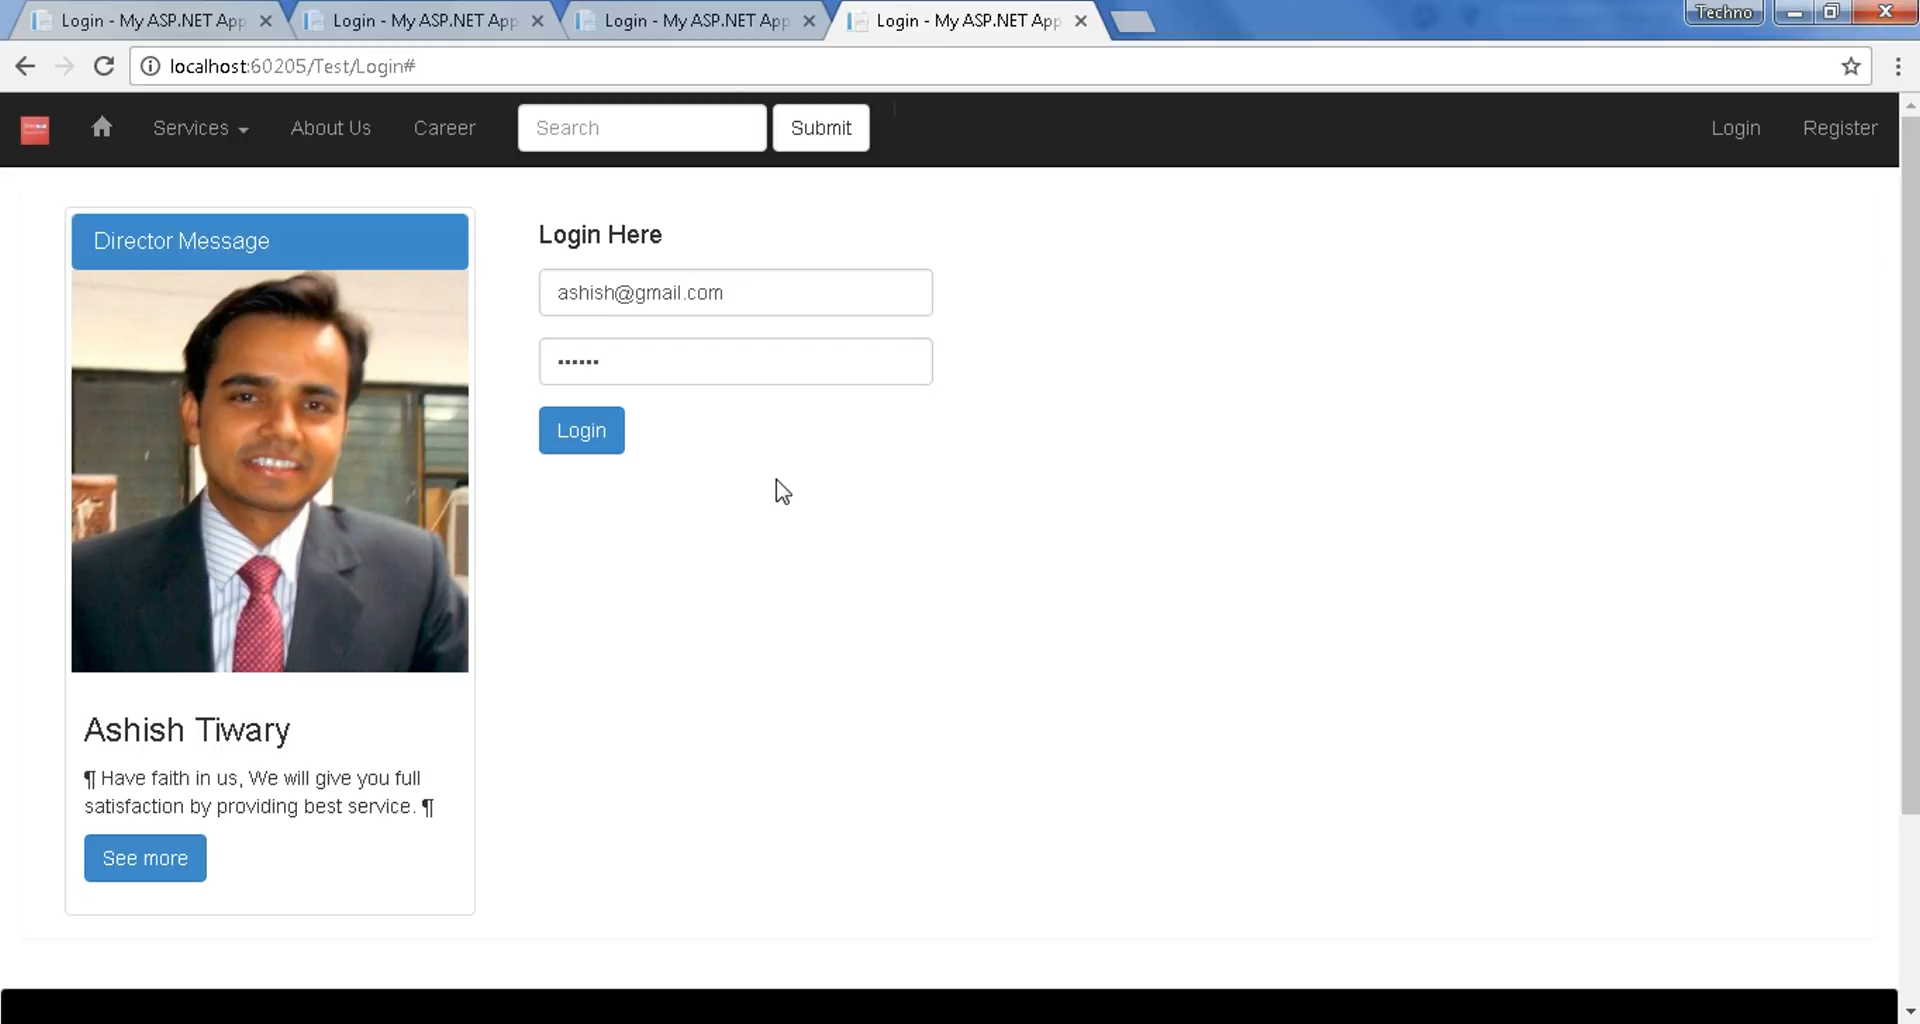 Login - My ASP.NET App
Login - My ASP.NET App
Login - My ASP.NET App
Login - My ASP.NET App
Techno
localhost:60205/Test/Login#
Services
About Us
Career
Search
Submit
Login
Register
Director Message
Login Here
ashish@gmail.com
••••••
Login
Ashish Tiwary
¶ Have faith in us, We will give you full
satisfaction by providing best service. ¶
See more